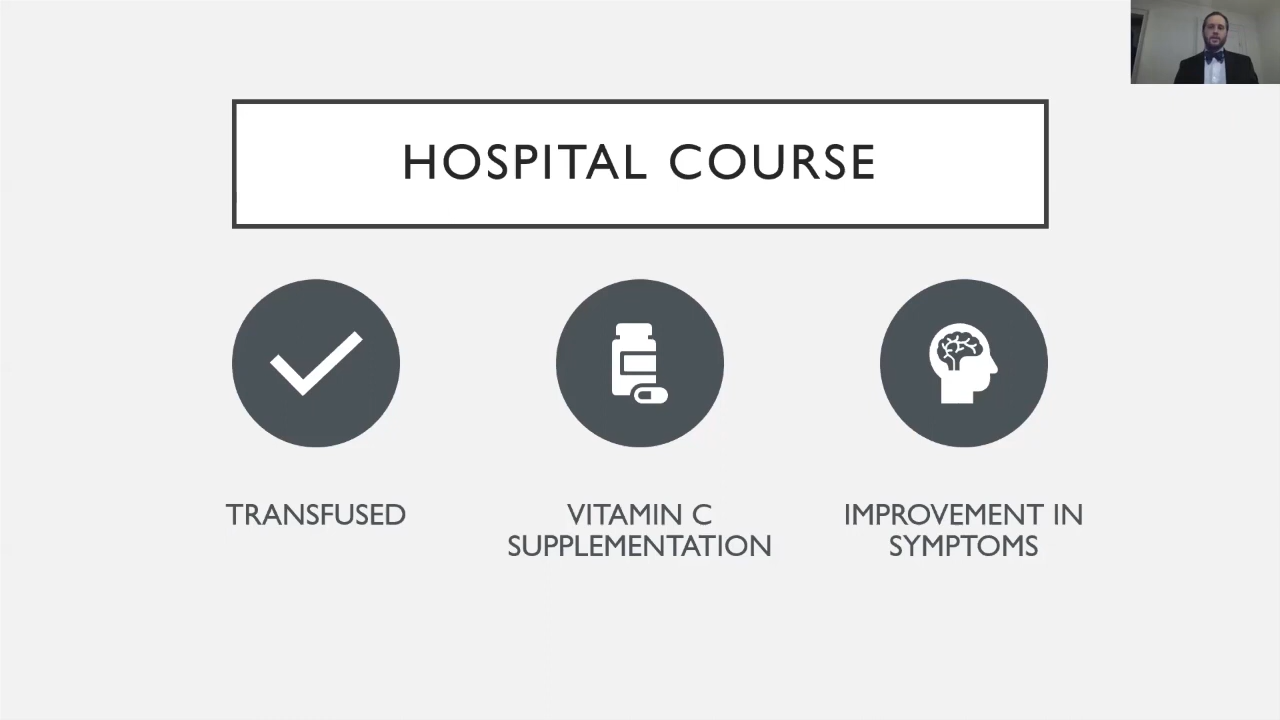 HOSPITAL COURSE
TRANSFUSED
VITAMIN C
SUPPLEMENTATION
IMPROVEMENT IN
SYMPTOMS